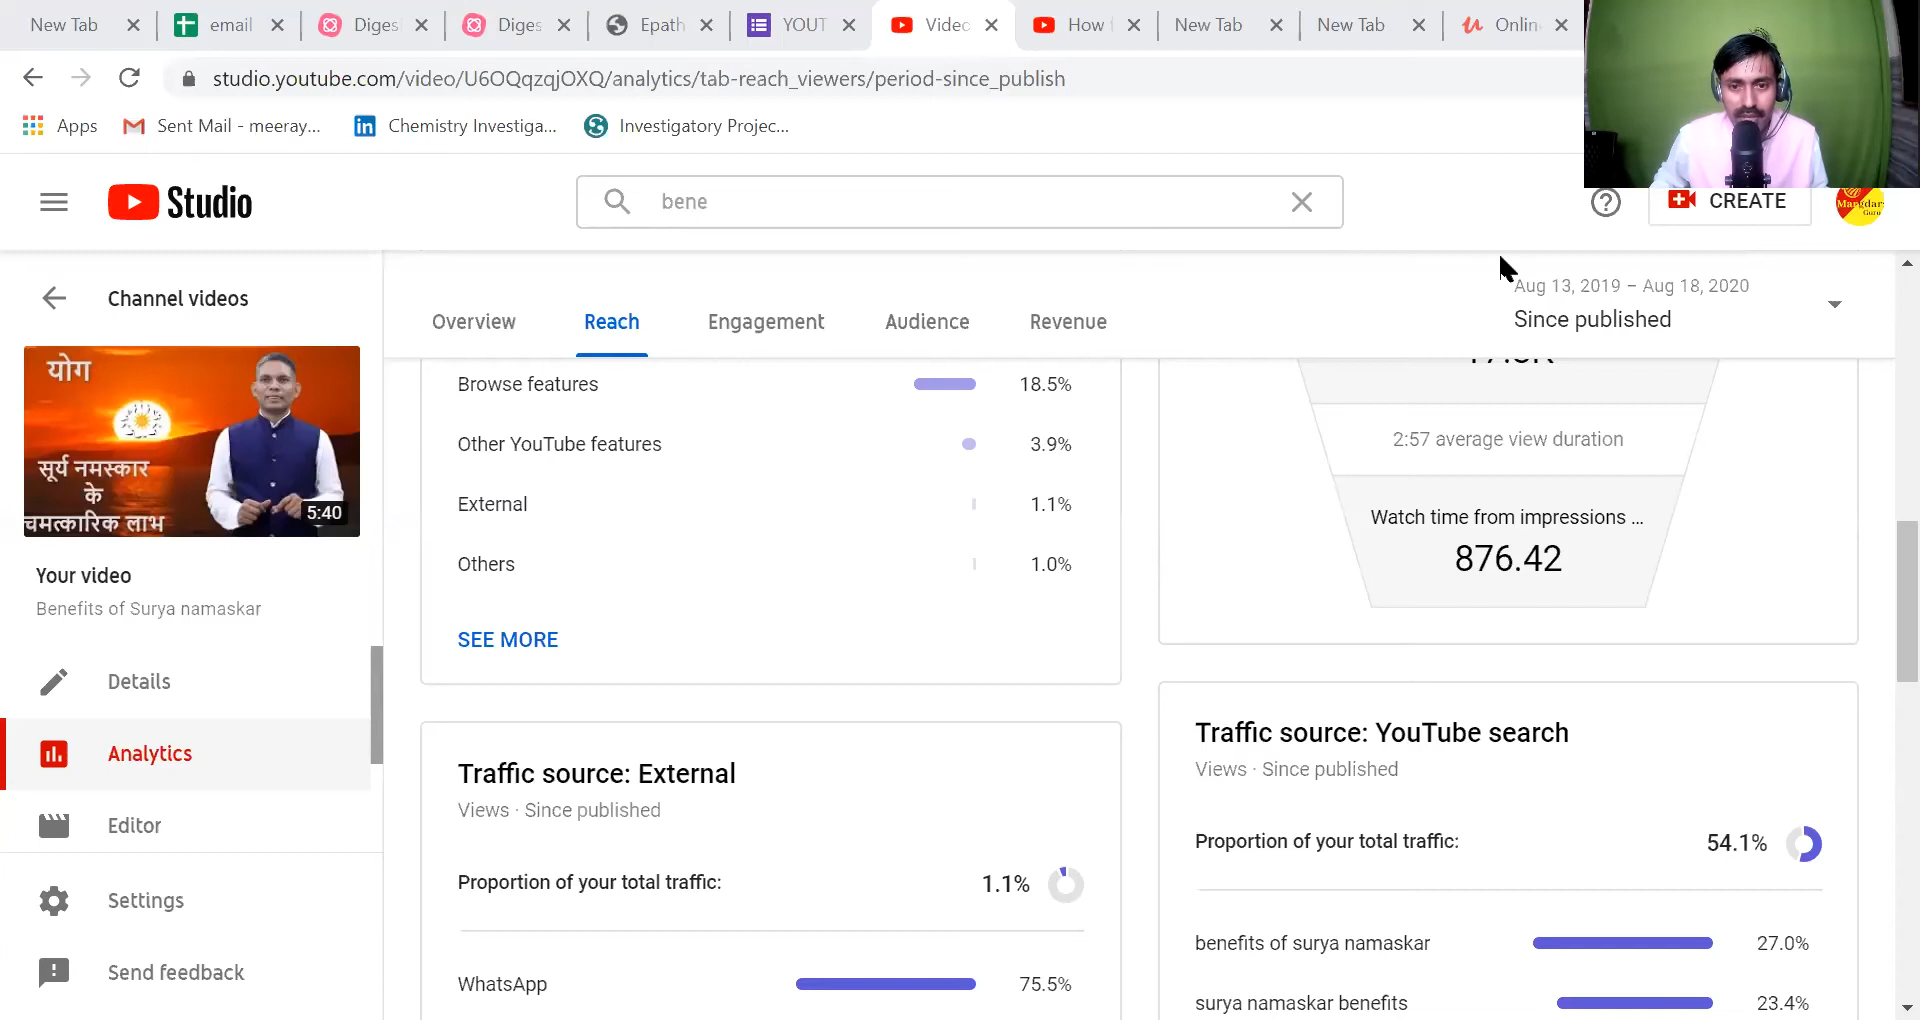 New Tab
email
Diges
Diges
Epath
YOUT
Video
How
New Tab
New Tab
Onlin
studio.youtube.com/video/U6OQqzqjOXQ/analytics/tab-reach_viewers/period-since_publish
Apps
Sent Mail - meeray...
Chemistry Investiga...
Investigatory Projec...
Studio
bene
CREATE
Mangdar
Guru
Channel videos
Overview
Reach
Engagement
Audience
Revenue
Aug 13, 2019 – Aug 18, 2020
Since published
योग
सूर्य नमस्कार
के
चमत्कारिक लाभ
5:40
Your video
Benefits of Surya namaskar
Details
Analytics
Editor
Settings
Send feedback
Browse features 18.5%
Other YouTube features 3.9%
External 1.1%
Others 1.0%
SEE MORE
2:57 average view duration
Watch time from impressions ...
876.42
Traffic source: External
Views · Since published
Proportion of your total traffic: 1.1%
WhatsApp 75.5%
Traffic source: YouTube search
Views · Since published
Proportion of your total traffic: 54.1%
benefits of surya namaskar 27.0%
surya namaskar benefits 23.4%